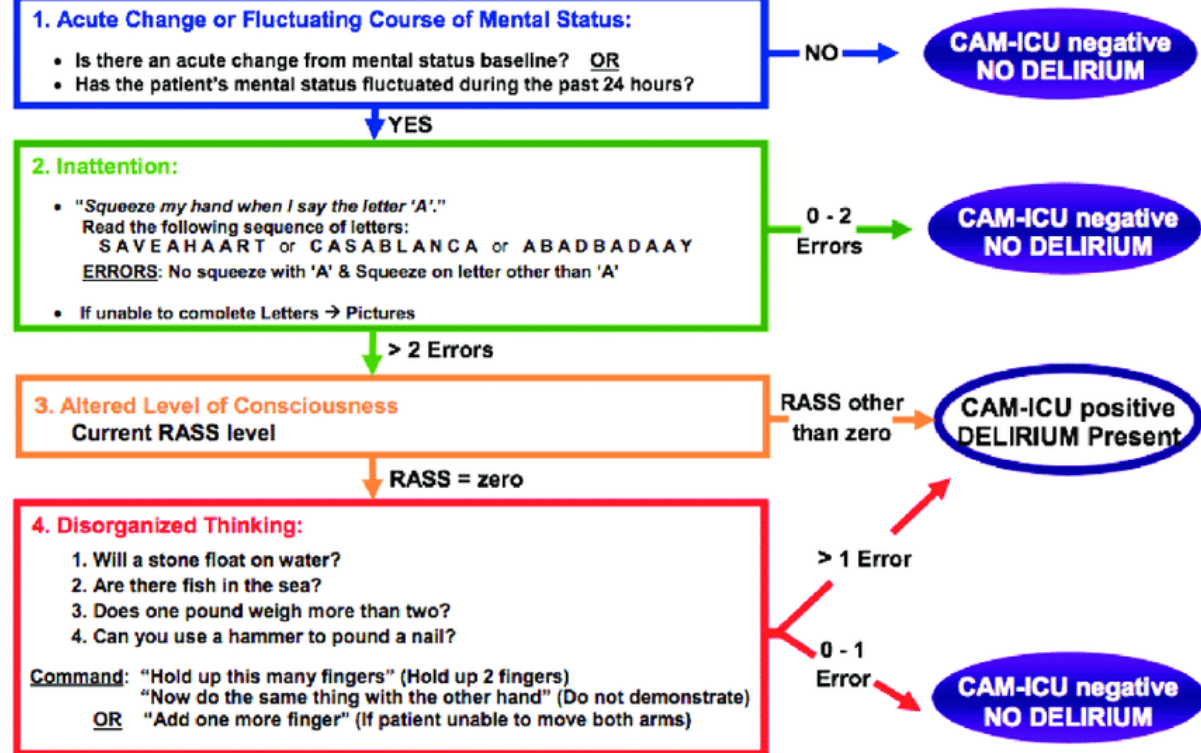 1. Acute Change or Fluctuating Course of Mental Status:
• Is there an acute change from mental status baseline? OR
• Has the patient's mental status fluctuated during the past 24 hours?
NO
CAM-ICU negative
NO DELIRIUM
YES
2. Inattention:
• "Squeeze my hand when I say the letter 'A'."
Read the following sequence of letters:
S A V E A H A A R T or C A S A B L A N C A or A B A D B A D A A Y
ERRORS: No squeeze with 'A' & Squeeze on letter other than 'A'
• If unable to complete Letters → Pictures
0 - 2
Errors
CAM-ICU negative
NO DELIRIUM
> 2 Errors
3. Altered Level of Consciousness
Current RASS level
RASS other
than zero
CAM-ICU positive
DELIRIUM Present
RASS = zero
4. Disorganized Thinking:
1. Will a stone float on water?
2. Are there fish in the sea?
3. Does one pound weigh more than two?
4. Can you use a hammer to pound a nail?
Command: "Hold up this many fingers" (Hold up 2 fingers)
"Now do the same thing with the other hand" (Do not demonstrate)
OR "Add one more finger" (If patient unable to move both arms)
> 1 Error
0 - 1
Error
CAM-ICU negative
NO DELIRIUM